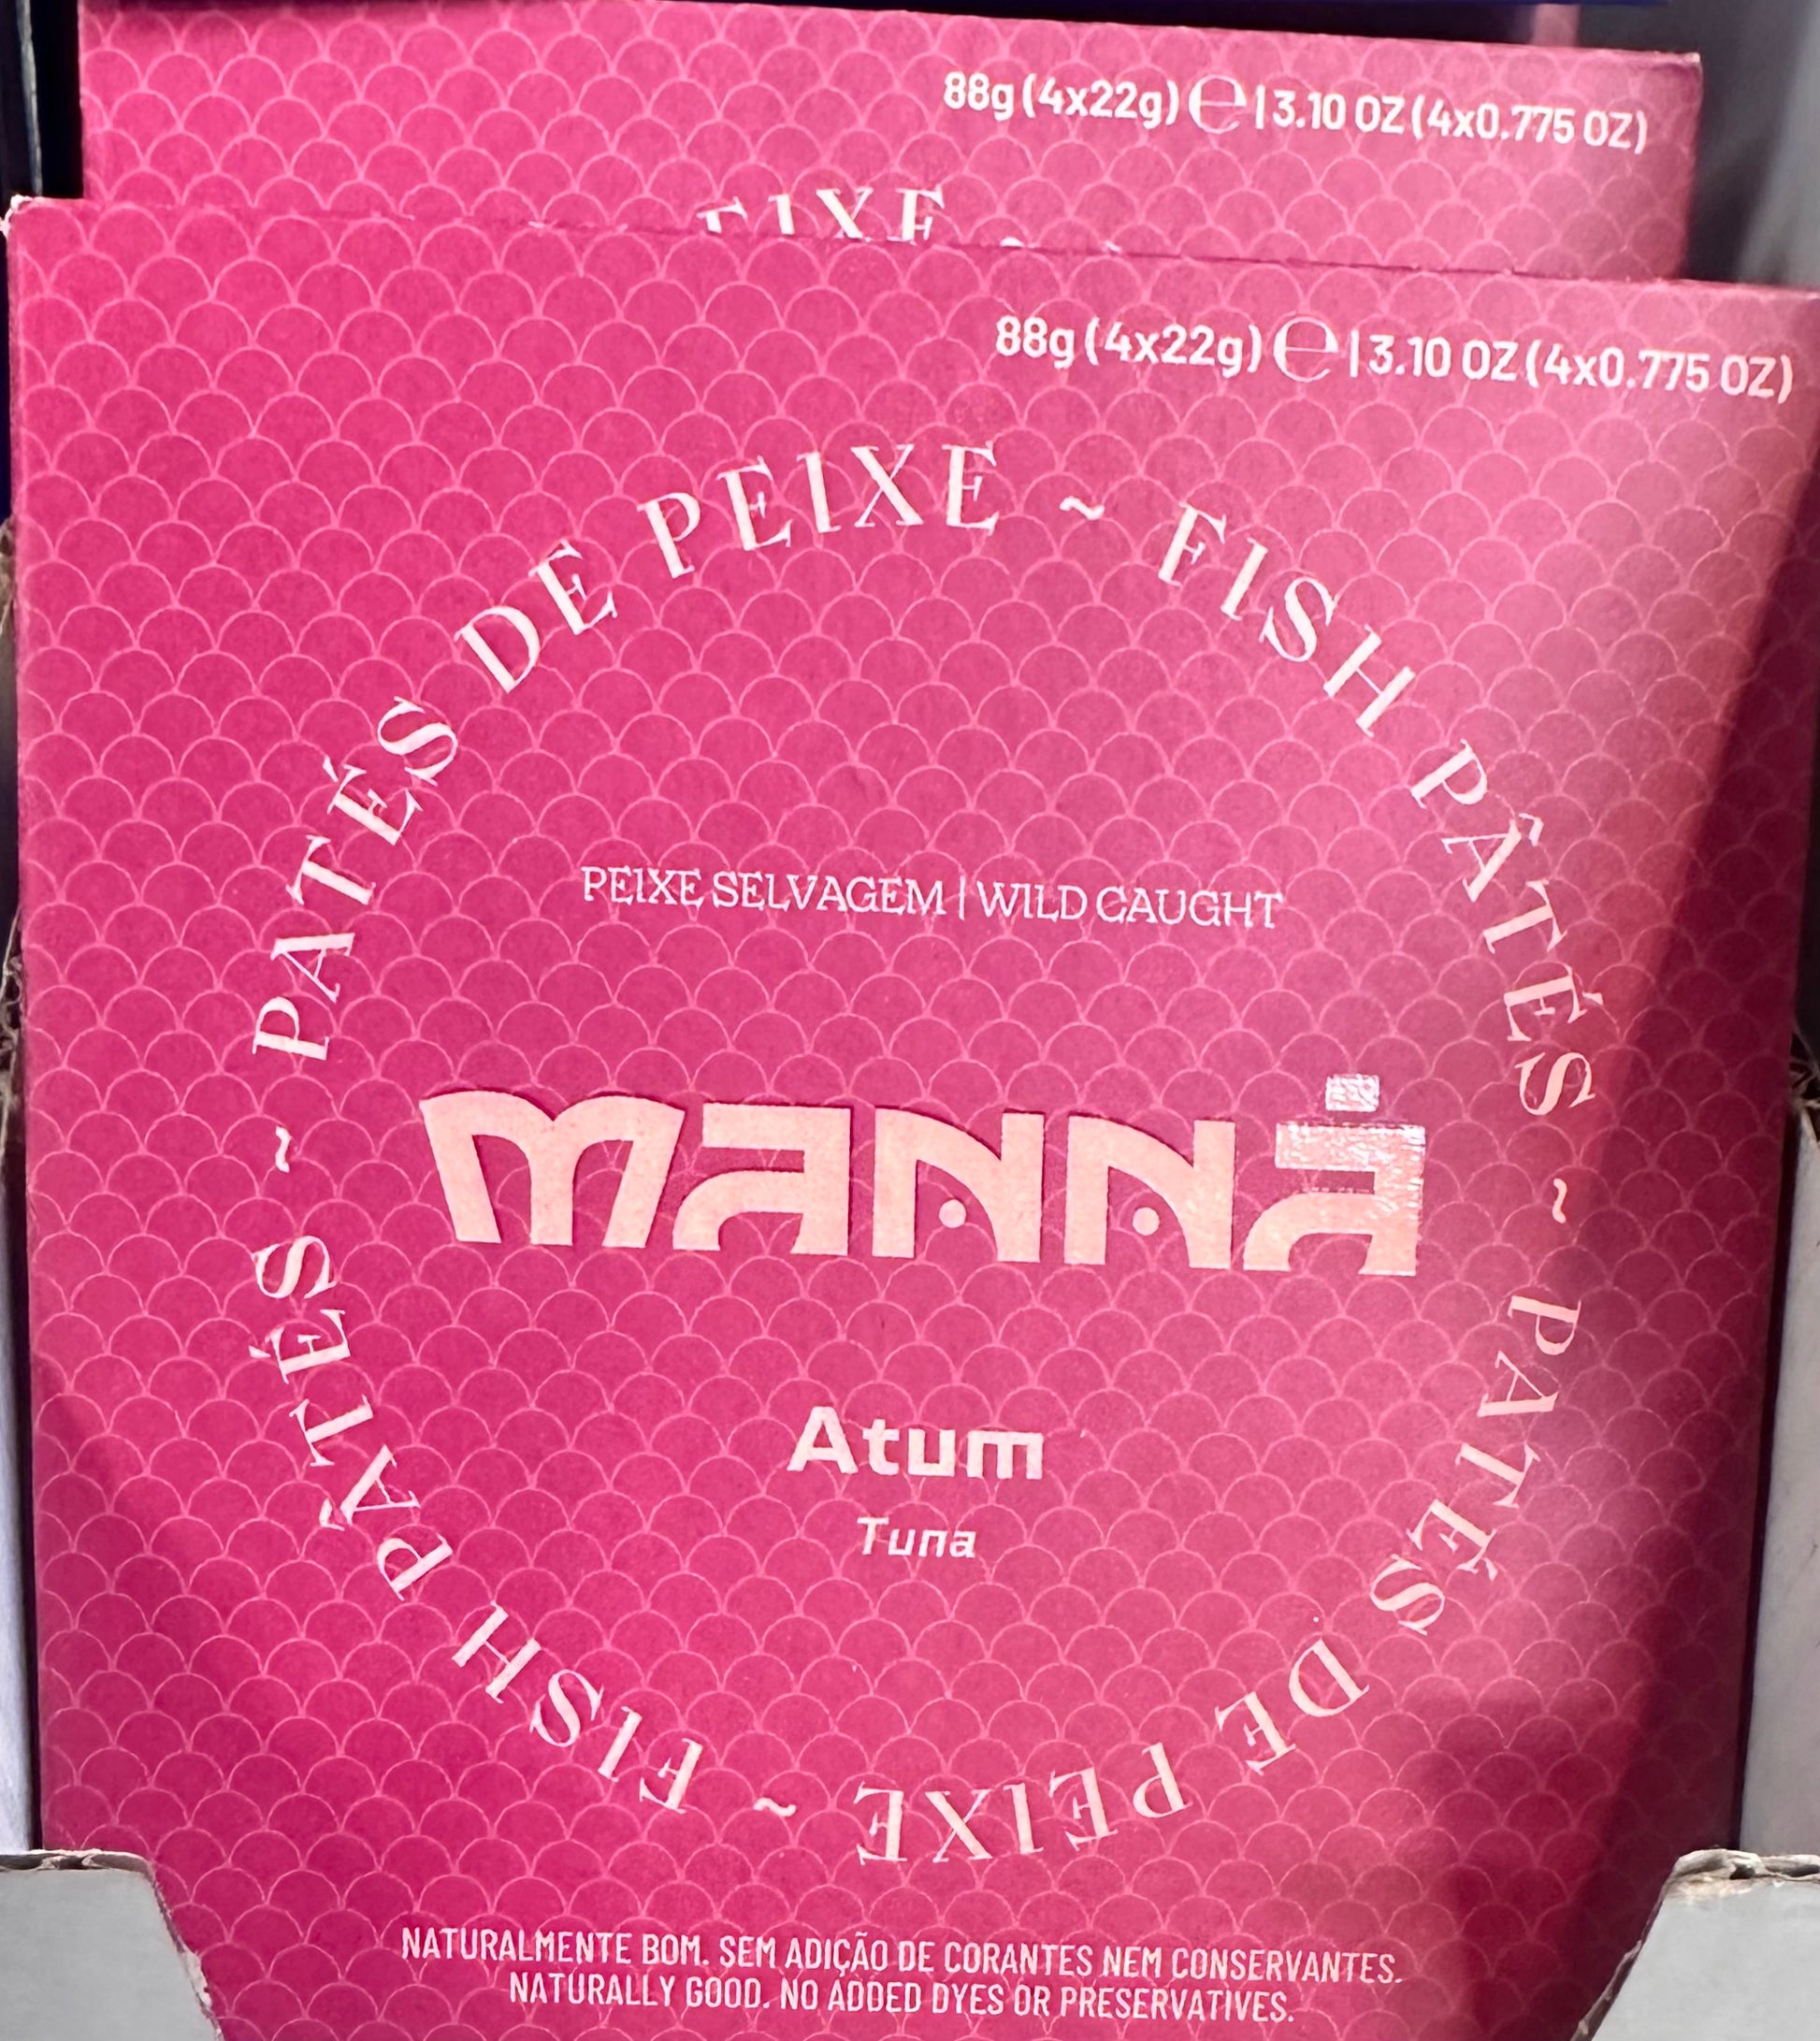 88g (4x22g) ℮ | 3.10 OZ (4x0.775 OZ)
88g (4x22g) ℮ | 3.10 OZ (4x0.775 OZ)
PATÉS DE PEIXE ~ FISH PÂTÉS ~ PATÉS DE PEIXE ~ FISH PÂTÉS ~
PEIXE SELVAGEM | WILD CAUGHT
MANNÁ
Atum
Tuna
NATURALMENTE BOM. SEM ADIÇÃO DE CORANTES NEM CONSERVANTES.
NATURALLY GOOD. NO ADDED DYES OR PRESERVATIVES.